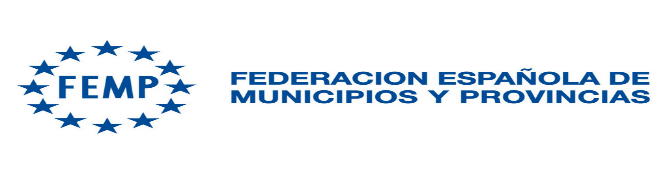 FEMP
FEDERACION ESPAÑOLA DE
MUNICIPIOS Y PROVINCIAS